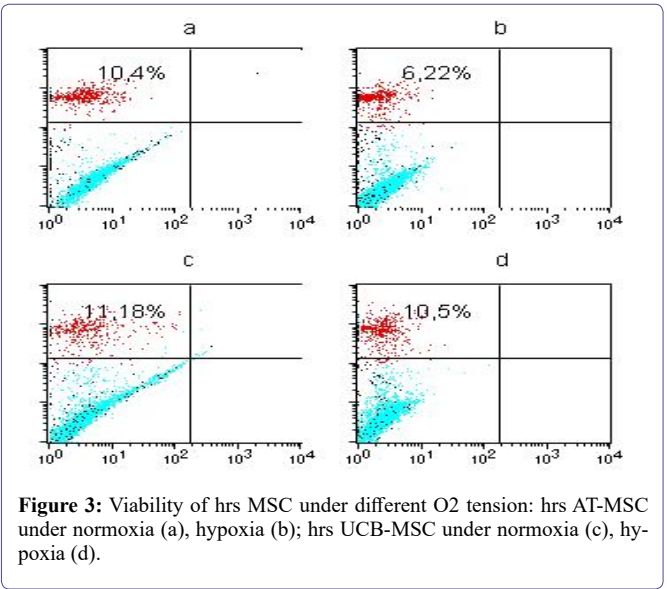 a b
10,4% 6,22%
10⁰ 10¹ 10² 10³ 10⁴ 10⁰ 10¹ 10² 10³ 10⁴
c d
11,18% 10,5%
10⁰ 10¹ 10² 10³ 10⁴ 10⁰ 10¹ 10² 10³ 10⁴
Figure 3: Viability of hrs MSC under different O2 tension: hrs AT-MSC
under normoxia (a), hypoxia (b); hrs UCB-MSC under normoxia (c), hy-
poxia (d).